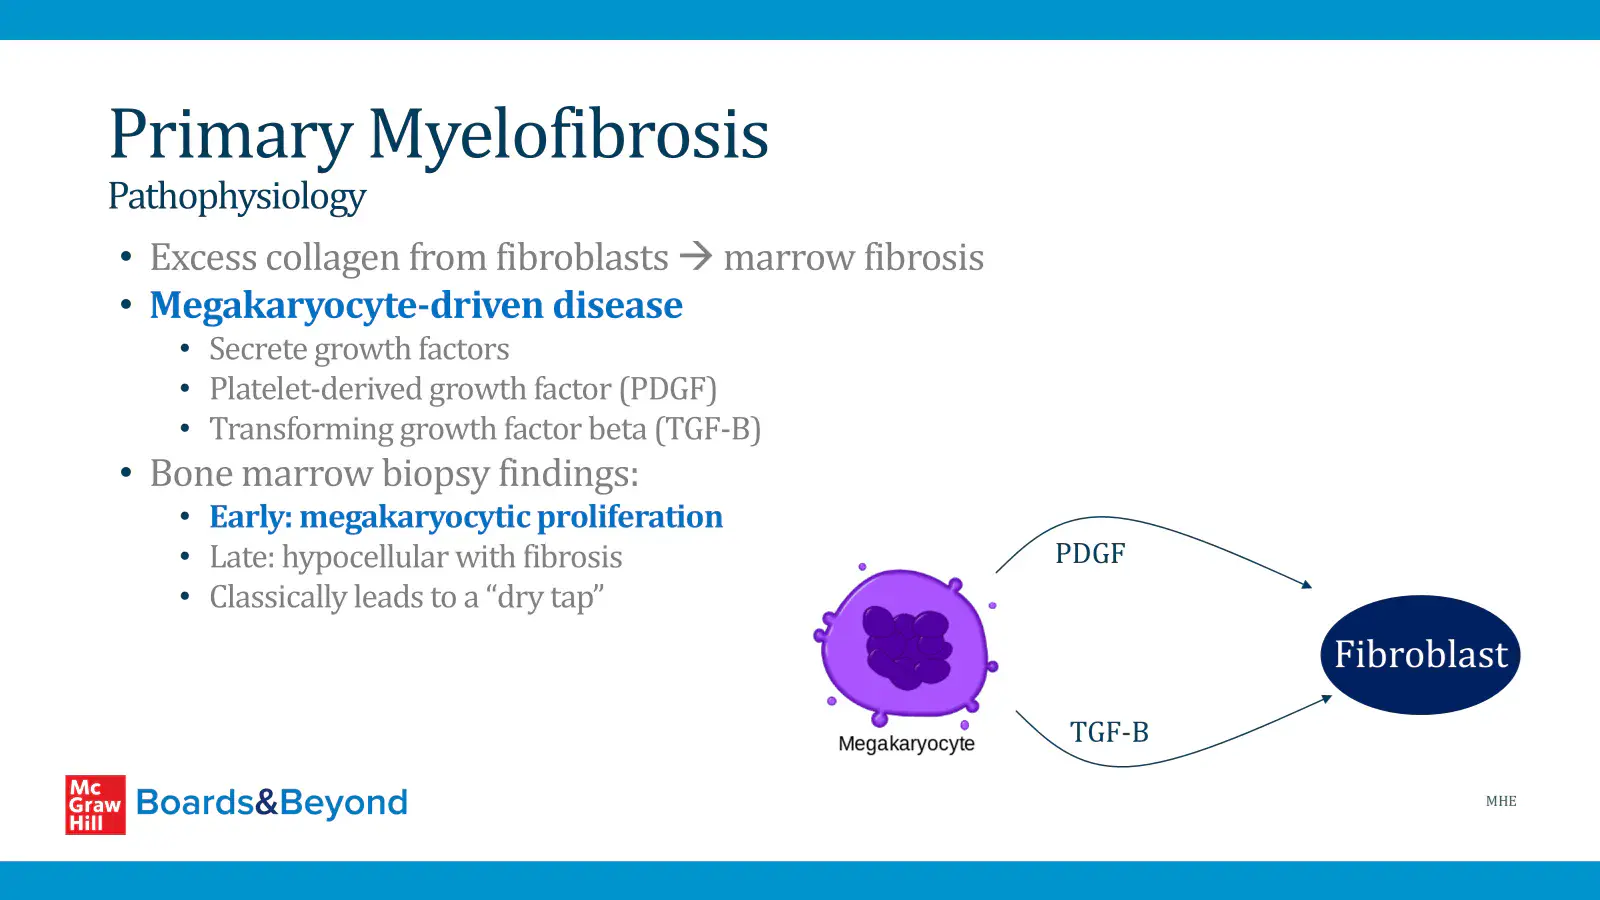 Primary Myelofibrosis
Pathophysiology
• Excess collagen from fibroblasts → marrow fibrosis
• Megakaryocyte-driven disease
• Secrete growth factors
• Platelet-derived growth factor (PDGF)
• Transforming growth factor beta (TGF-B)
• Bone marrow biopsy findings:
• Early: megakaryocytic proliferation
• Late: hypocellular with fibrosis
• Classically leads to a “dry tap”
PDGF
Fibroblast
TGF-B
Megakaryocyte
Mc
Graw
Hill
Boards&Beyond
MHE